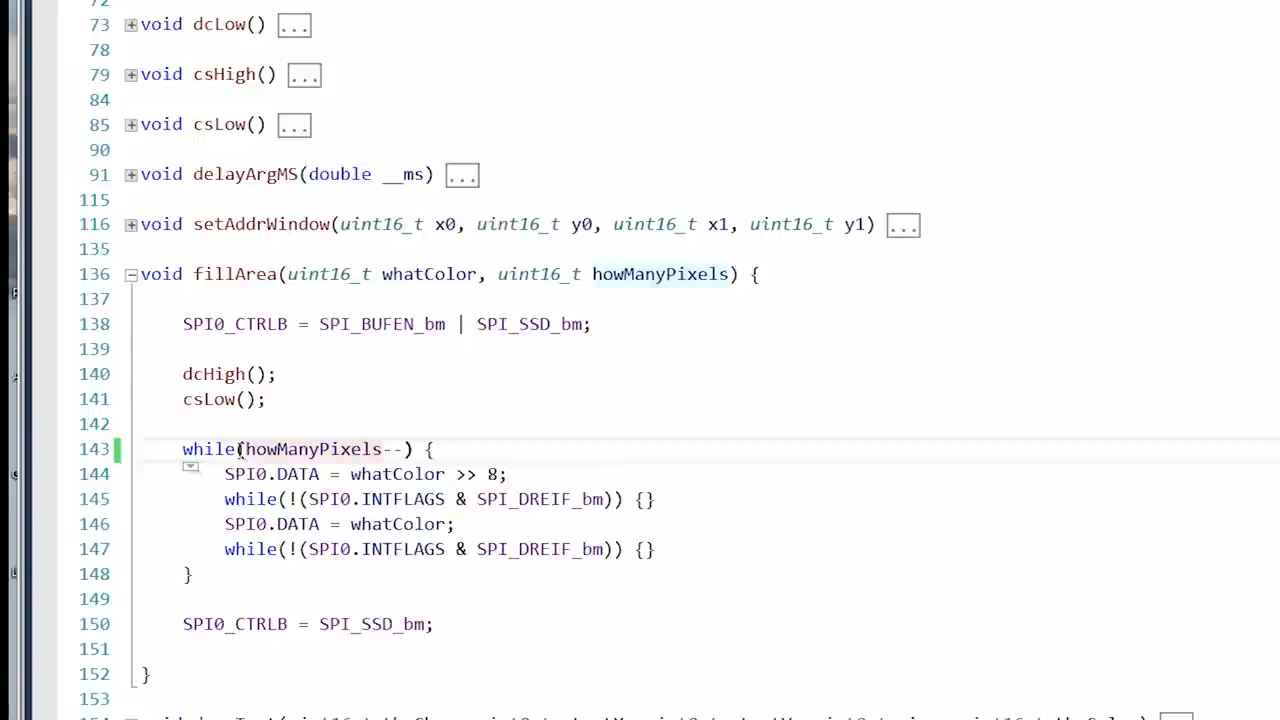 72
73 void dcLow() ...
78
79 void csHigh() ...
84
85 void csLow() ...
90
91 void delayArgMS(double __ms) ...
115
116 void setAddrWindow(uint16_t x0, uint16_t y0, uint16_t x1, uint16_t y1) ...
135
136 void fillArea(uint16_t whatColor, uint16_t howManyPixels) {
137
138 SPI0_CTRLB = SPI_BUFEN_bm | SPI_SSD_bm;
139
140 dcHigh();
141 csLow();
142
143 while(howManyPixels--) {
144 SPI0.DATA = whatColor >> 8;
145 while(!(SPI0.INTFLAGS & SPI_DREIF_bm)) {}
146 SPI0.DATA = whatColor;
147 while(!(SPI0.INTFLAGS & SPI_DREIF_bm)) {}
148 }
149
150 SPI0_CTRLB = SPI_SSD_bm;
151
152 }
153